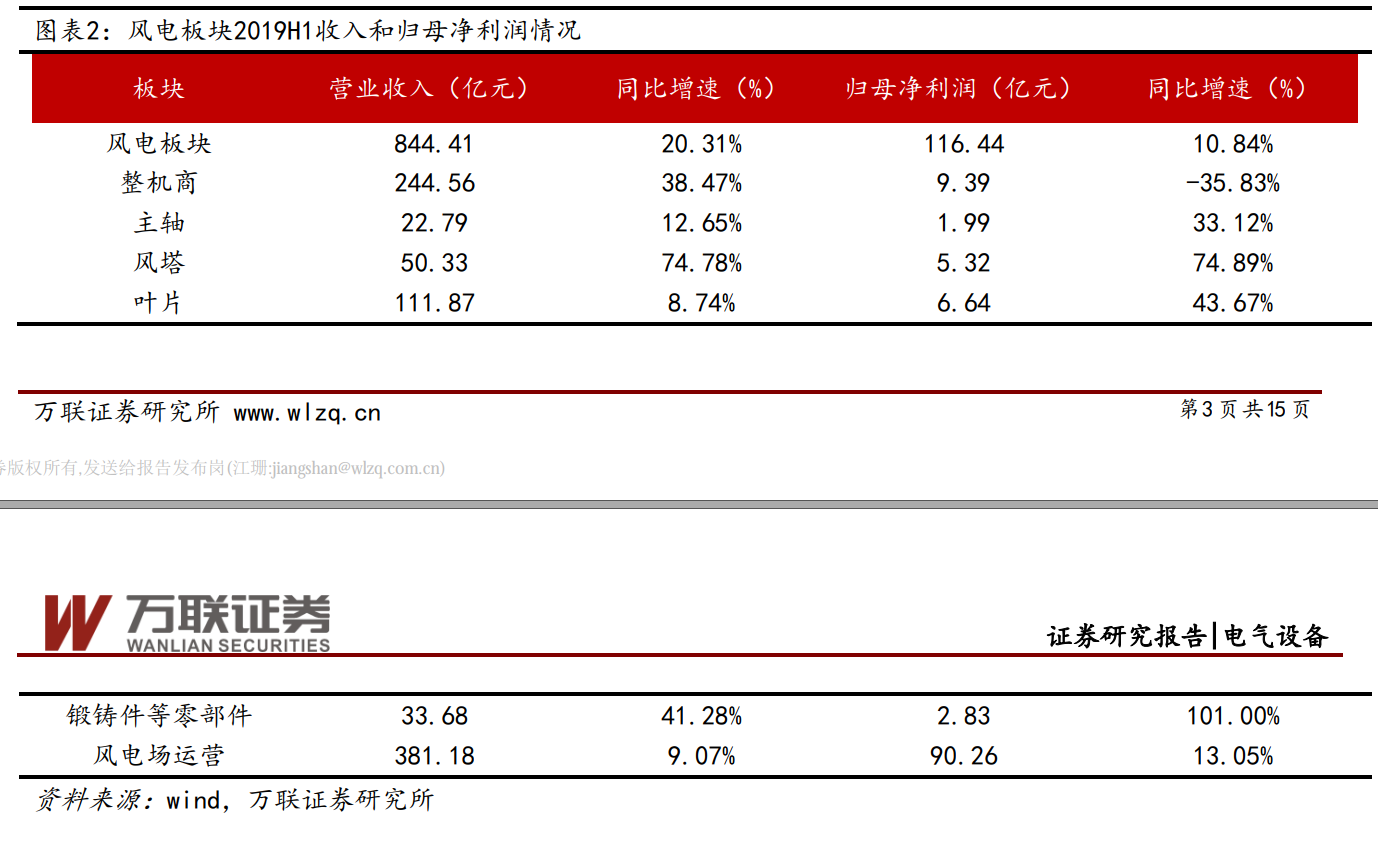 图表2：风电板块2019H1收入和归母净利润情况
板块 营业收入（亿元） 同比增速（%） 归母净利润（亿元） 同比增速（%）
风电板块 844.41 20.31% 116.44 10.84%
整机商 244.56 38.47% 9.39 -35.83%
主轴 22.79 12.65% 1.99 33.12%
风塔 50.33 74.78% 5.32 74.89%
叶片 111.87 8.74% 6.64 43.67%
万联证券研究所 www.wlzq.cn 第3页共15页
券版权所有,发送给报告发布岗(江珊:jiangshan@wlzq.com.cn)
万联证券
WANLIAN SECURITIES
证券研究报告|电气设备
锻铸件等零部件 33.68 41.28% 2.83 101.00%
风电场运营 381.18 9.07% 90.26 13.05%
资料来源：wind，万联证券研究所